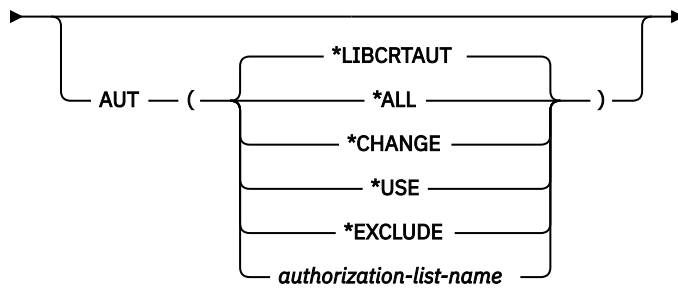 *LIBCRTAUT
AUT ( *ALL )
*CHANGE
*USE
*EXCLUDE
authorization-list-name